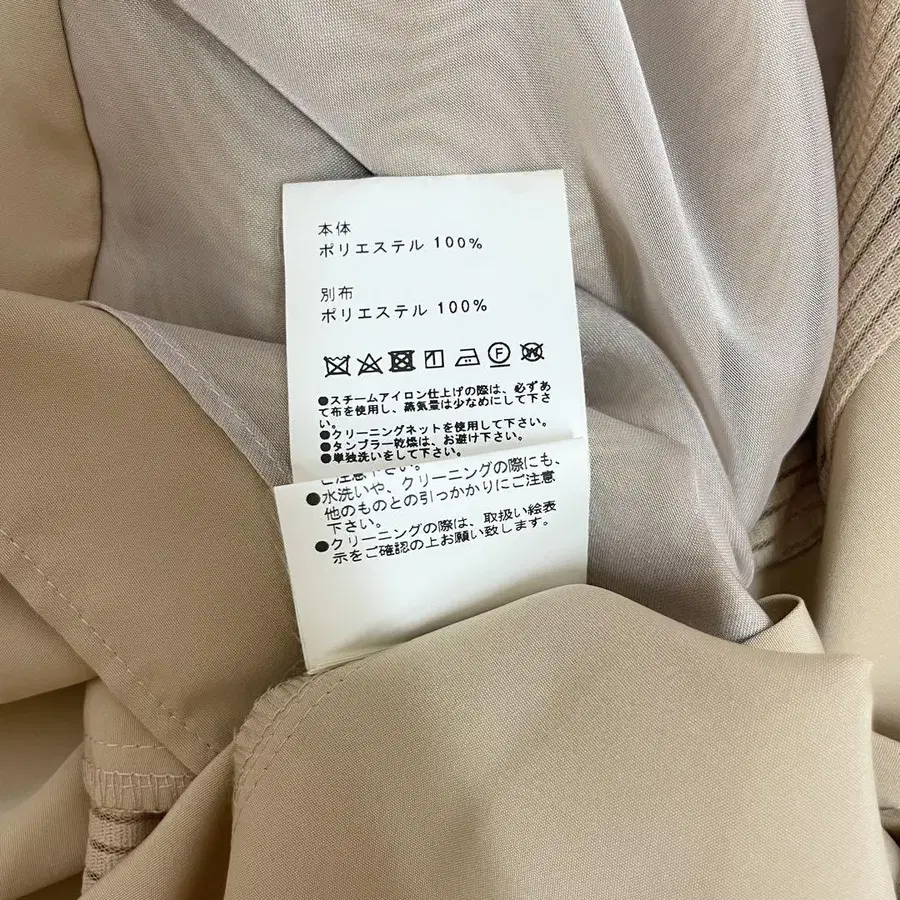 本体
ポリエステル 100%
別布
ポリエステル 100%
F
W
●スチームアイロン仕上げの際は、必ずあ
て布を使用し、蒸気量は少なめにして下さ
い。
●クリーニングネットを使用して下さい。
●タンブラー乾燥は、お避け下さい。
●単独洗いをして下さい。
ご注意下さい。
●水洗いや、クリーニングの際にも、
他のものとの引っかかりにご注意
下さい。
●クリーニングの際は、取扱い絵表
示をご確認の上お願い致します。